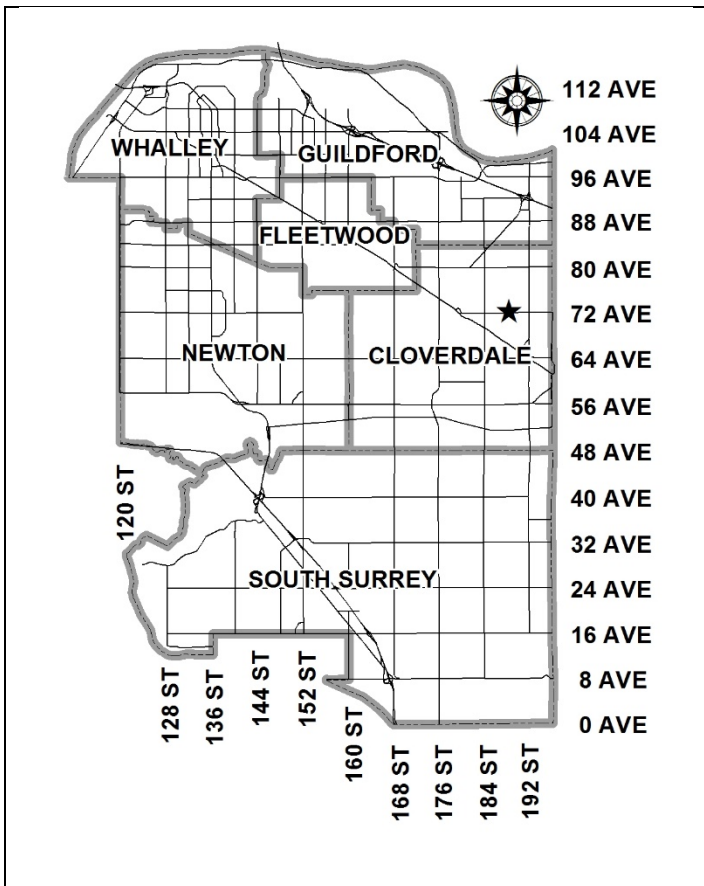 112 AVE
104 AVE
WHALLEY
GUILDFORD
96 AVE
88 AVE
FLEETWOOD
80 AVE
72 AVE
NEWTON
CLOVERDALE
64 AVE
56 AVE
48 AVE
120 ST
40 AVE
32 AVE
SOUTH SURREY
24 AVE
16 AVE
8 AVE
0 AVE
128 ST
136 ST
144 ST
152 ST
160 ST
168 ST
176 ST
184 ST
192 ST